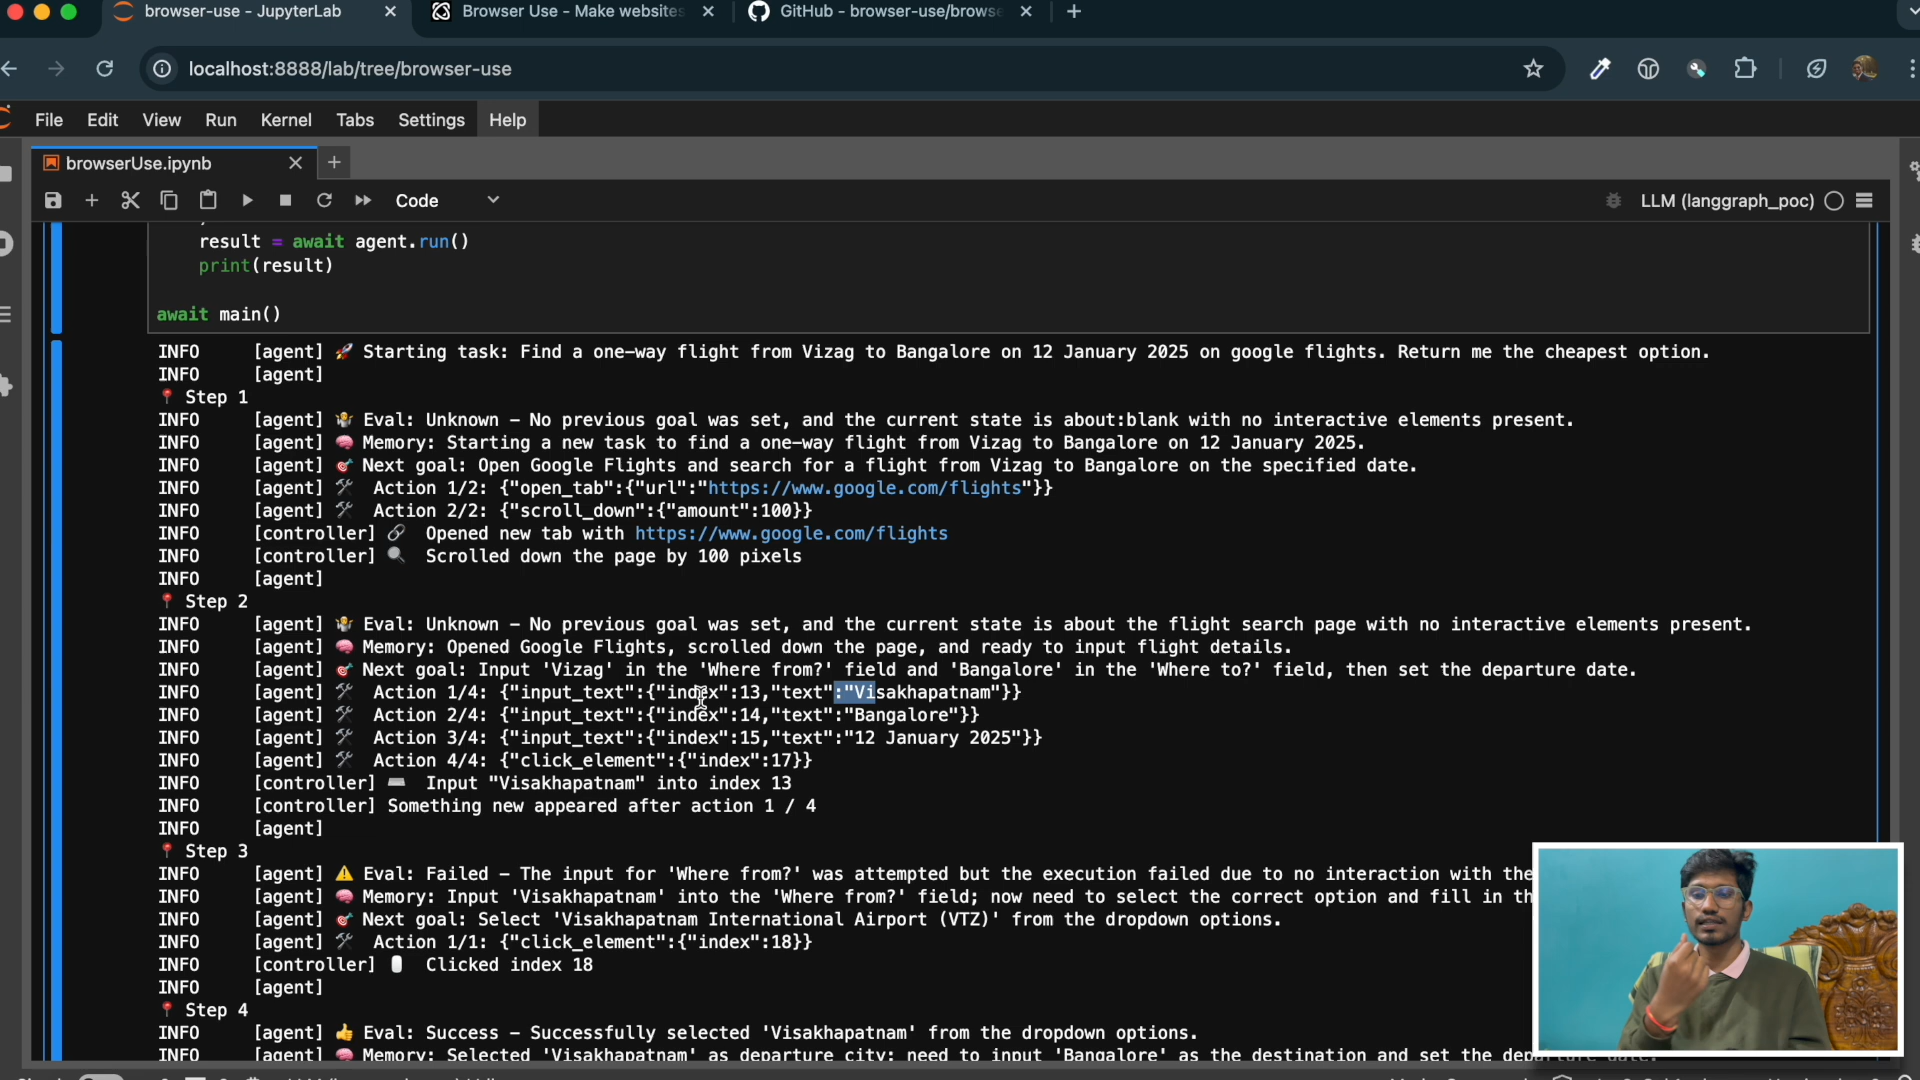 browser-use - JupyterLab
Browser Use - Make websites
GitHub - browser-use/browse
localhost:8888/lab/tree/browser-use
File Edit View Run Kernel Tabs Settings Help
browserUse.ipynb
Code
LLM (langgraph_poc)
result = await agent.run()
print(result)
await main()
INFO [agent] 🚀 Starting task: Find a one-way flight from Vizag to Bangalore on 12 January 2025 on google flights. Return me the cheapest option.
INFO [agent]
📍 Step 1
INFO [agent] 🤷 Eval: Unknown - No previous goal was set, and the current state is about:blank with no interactive elements present.
INFO [agent] 🧠 Memory: Starting a new task to find a one-way flight from Vizag to Bangalore on 12 January 2025.
INFO [agent] 🎯 Next goal: Open Google Flights and search for a flight from Vizag to Bangalore on the specified date.
INFO [agent] 🛠 Action 1/2: {"open_tab":{"url":"https://www.google.com/flights"}}
INFO [agent] 🛠 Action 2/2: {"scroll_down":{"amount":100}}
INFO [controller] 🔗 Opened new tab with https://www.google.com/flights
INFO [controller] 🔍 Scrolled down the page by 100 pixels
INFO [agent]
📍 Step 2
INFO [agent] 🤷 Eval: Unknown - No previous goal was set, and the current state is about the flight search page with no interactive elements present.
INFO [agent] 🧠 Memory: Opened Google Flights, scrolled down the page, and ready to input flight details.
INFO [agent] 🎯 Next goal: Input 'Vizag' in the 'Where from?' field and 'Bangalore' in the 'Where to?' field, then set the departure date.
INFO [agent] 🛠 Action 1/4: {"input_text":{"index":13,"text":"Visakhapatnam"}}
INFO [agent] 🛠 Action 2/4: {"input_text":{"index":14,"text":"Bangalore"}}
INFO [agent] 🛠 Action 3/4: {"input_text":{"index":15,"text":"12 January 2025"}}
INFO [agent] 🛠 Action 4/4: {"click_element":{"index":17}}
INFO [controller] ⌨ Input "Visakhapatnam" into index 13
INFO [controller] Something new appeared after action 1 / 4
INFO [agent]
📍 Step 3
INFO [agent] ⚠ Eval: Failed - The input for 'Where from?' was attempted but the execution failed due to no interaction with the
INFO [agent] 🧠 Memory: Input 'Visakhapatnam' into the 'Where from?' field; now need to select the correct option and fill in th
INFO [agent] 🎯 Next goal: Select 'Visakhapatnam International Airport (VTZ)' from the dropdown options.
INFO [agent] 🛠 Action 1/1: {"click_element":{"index":18}}
INFO [controller] 🖱 Clicked index 18
INFO [agent]
📍 Step 4
INFO [agent] 👍 Eval: Success - Successfully selected 'Visakhapatnam' from the dropdown options.
INFO [agent] 🧠 Memory: Selected 'Visakhapatnam' as departure city; need to input 'Bangalore' as the destination and set the departure date.